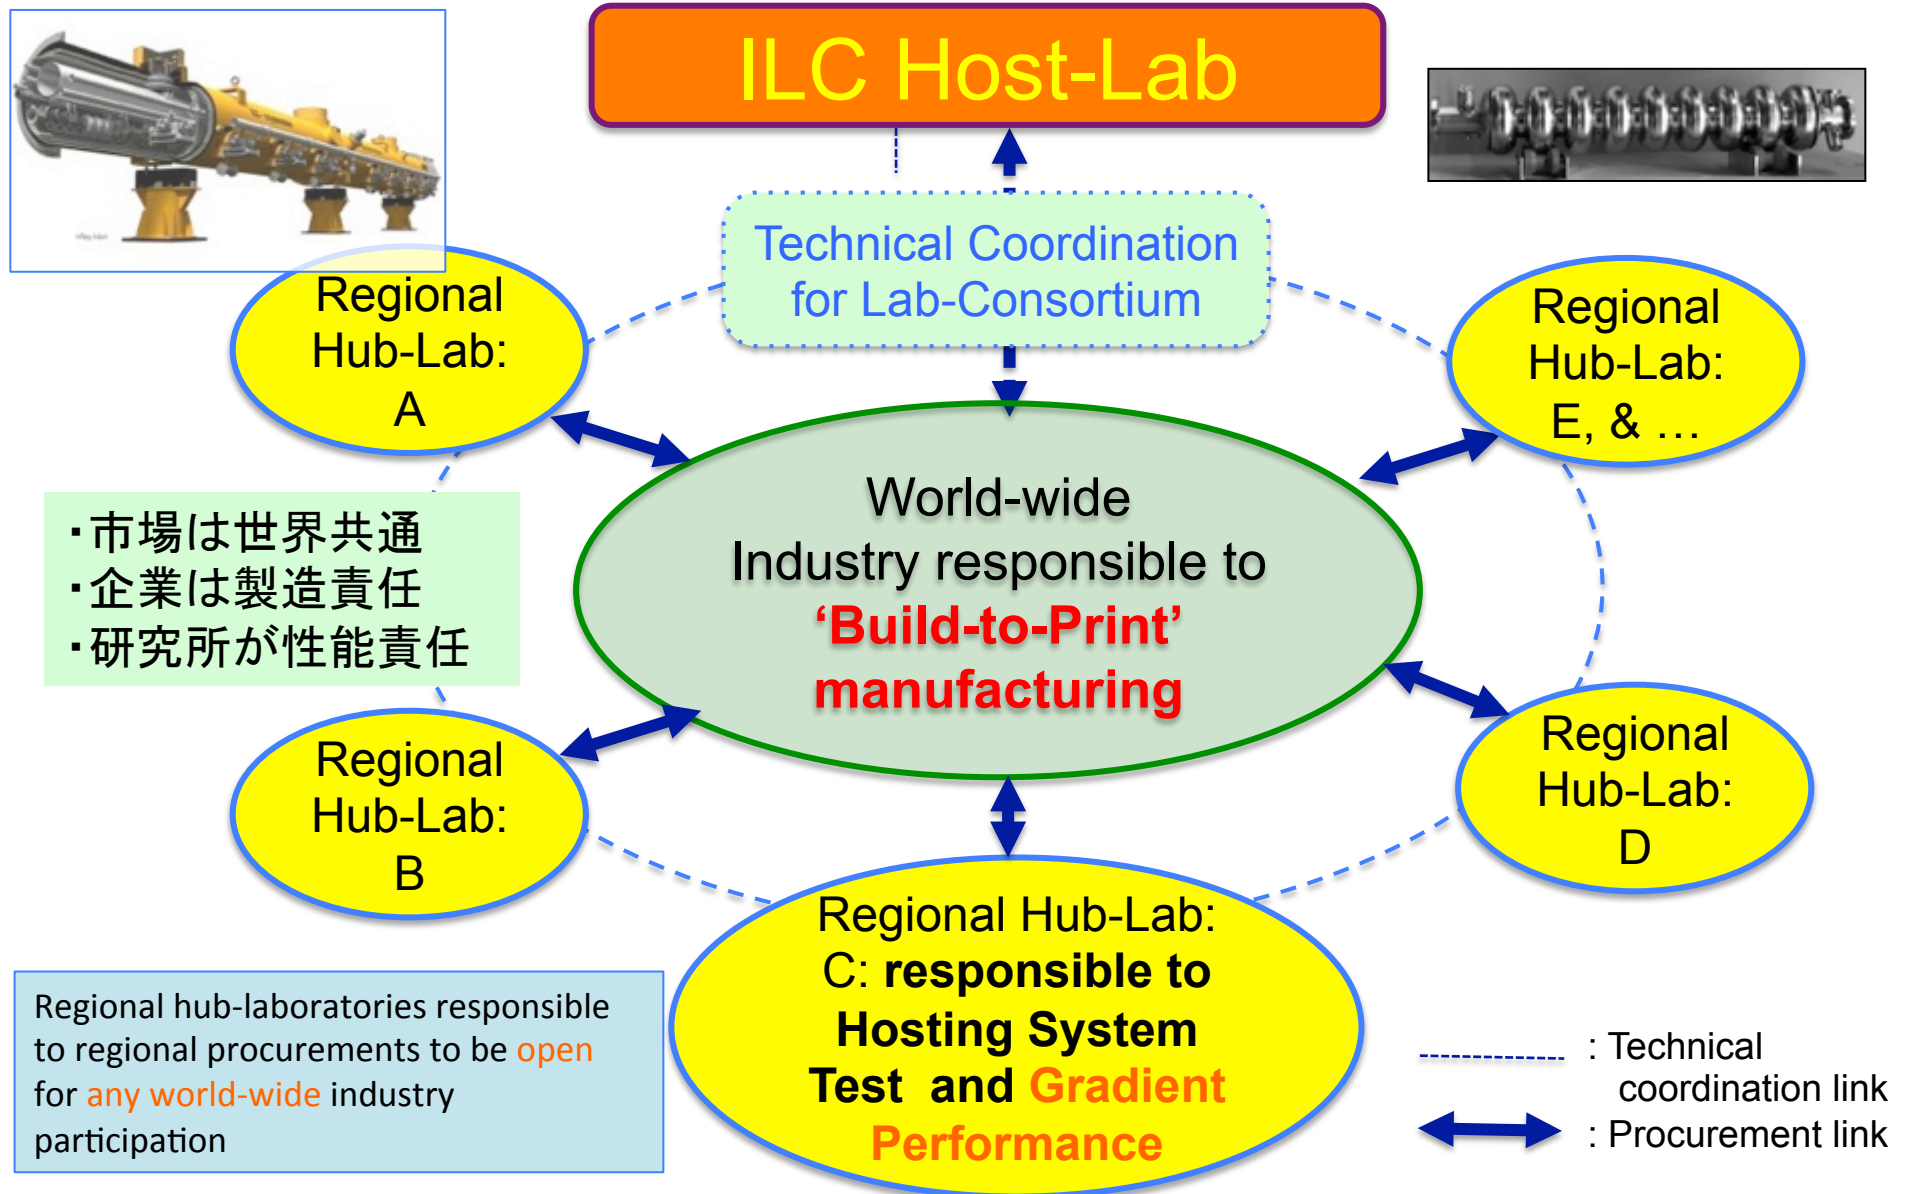 ILC Host-Lab
Technical Coordination
for Lab-Consortium
Regional
Hub-Lab:
A
Regional
Hub-Lab:
E, & …
World-wide
Industry responsible to
‘Build-to-Print’
manufacturing
・市場は世界共通
・企業は製造責任
・研究所が性能責任
Regional
Hub-Lab:
B
Regional
Hub-Lab:
D
Regional Hub-Lab:
C: responsible to
Hosting System
Test and Gradient
Performance
Regional hub-laboratories responsible
to regional procurements to be open
for any world-wide industry
participation
: Technical
coordination link
: Procurement link